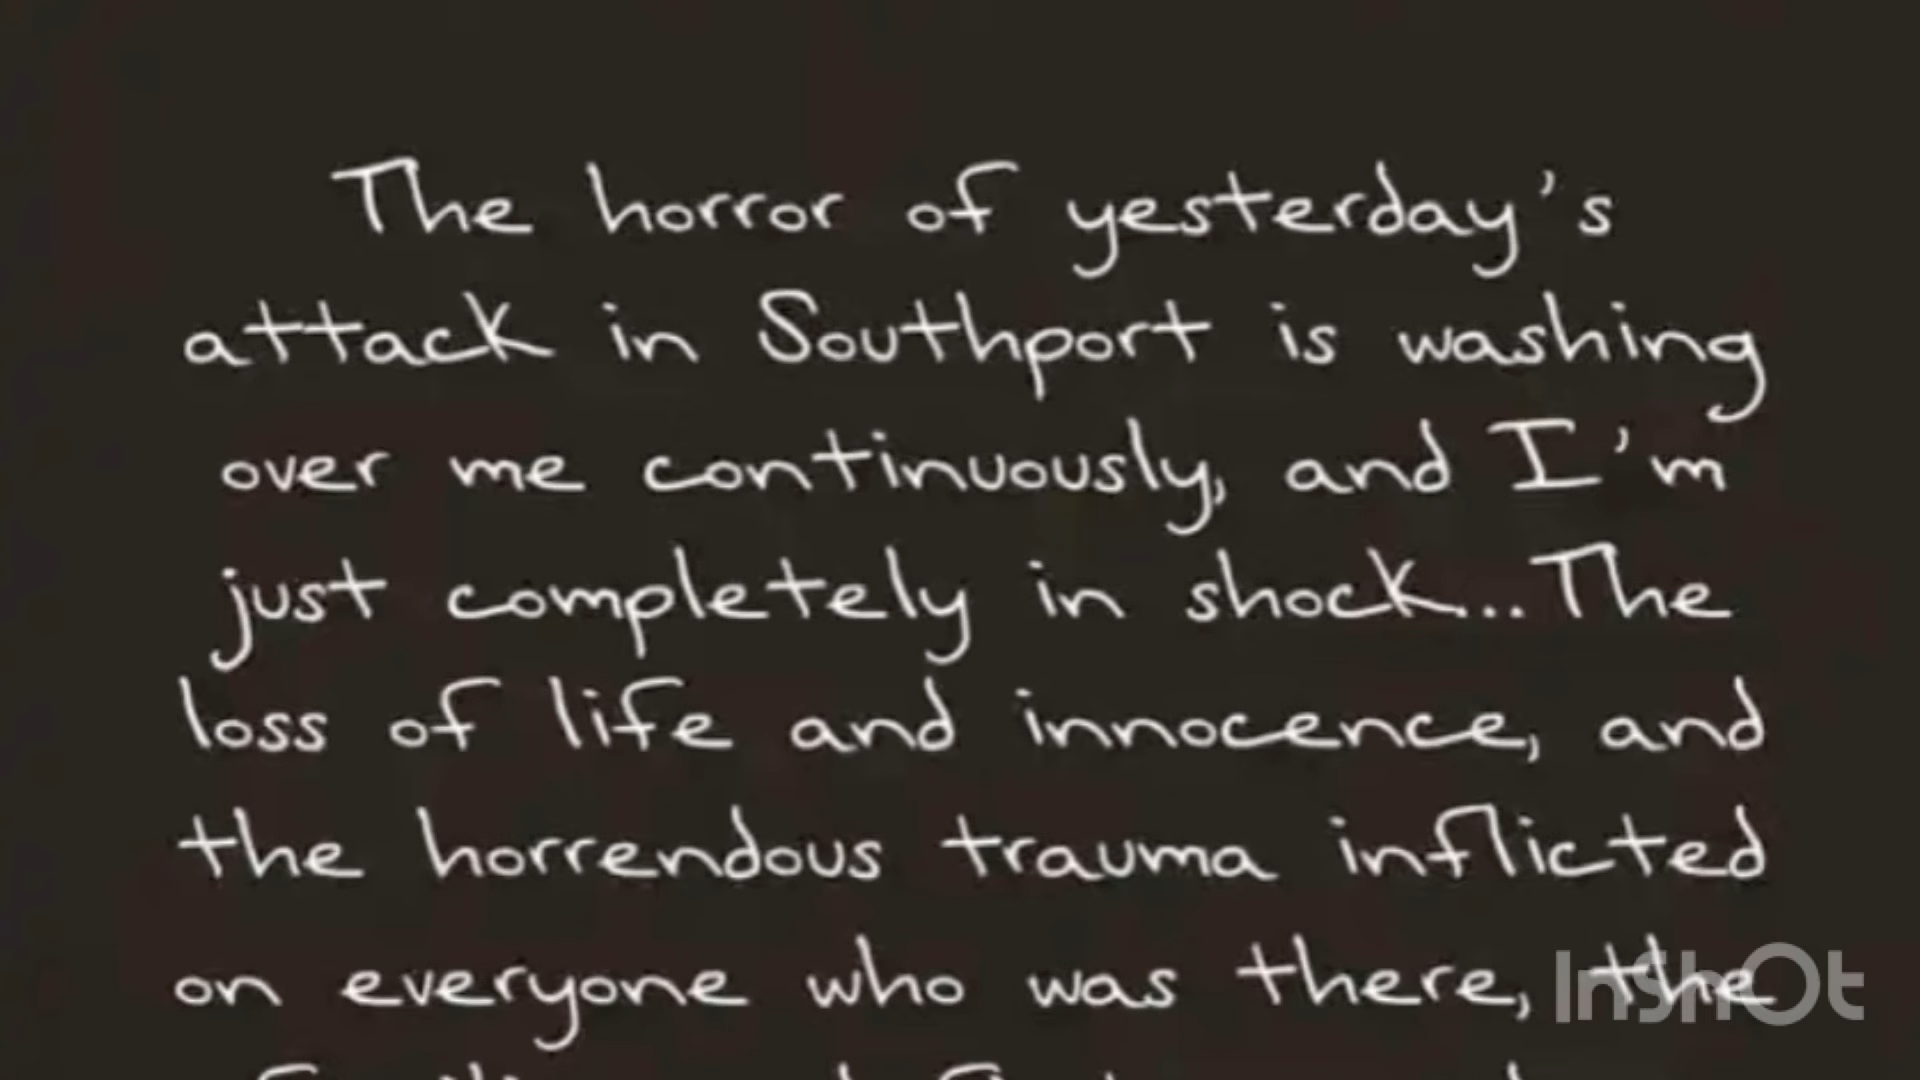 The horror of yesterday's
attack in Southport is washing
over me continuously, and I'm
just completely in shock... The
loss of life and innocence, and
the horrendous trauma inflicted
on everyone who was there, the
InShOt